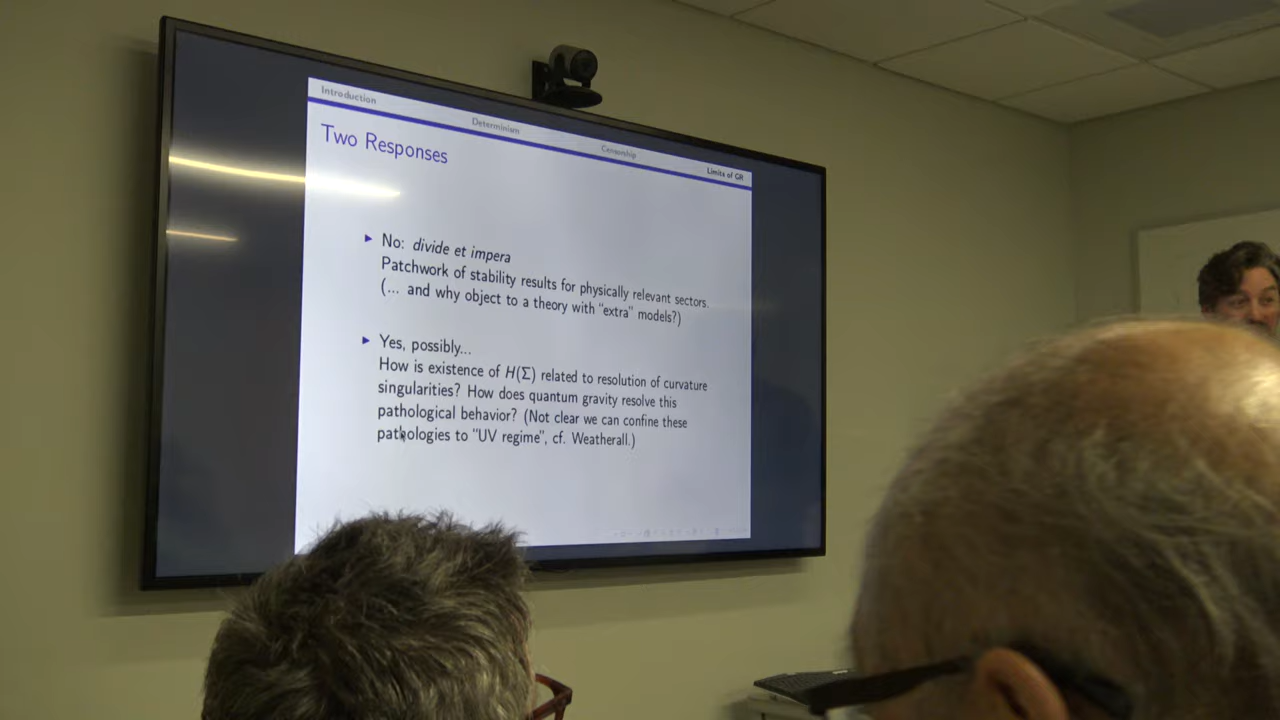 Introduction
Determinism
Censorship
Limits of GR
Two Responses
▶ No: divide et impera
Patchwork of stability results for physically relevant sectors.
(... and why object to a theory with "extra" models?)
▶ Yes, possibly...
How is existence of H(Σ) related to resolution of curvature
singularities? How does quantum gravity resolve this
pathological behavior? (Not clear we can confine these
pathologies to "UV regime", cf. Weatherall.)